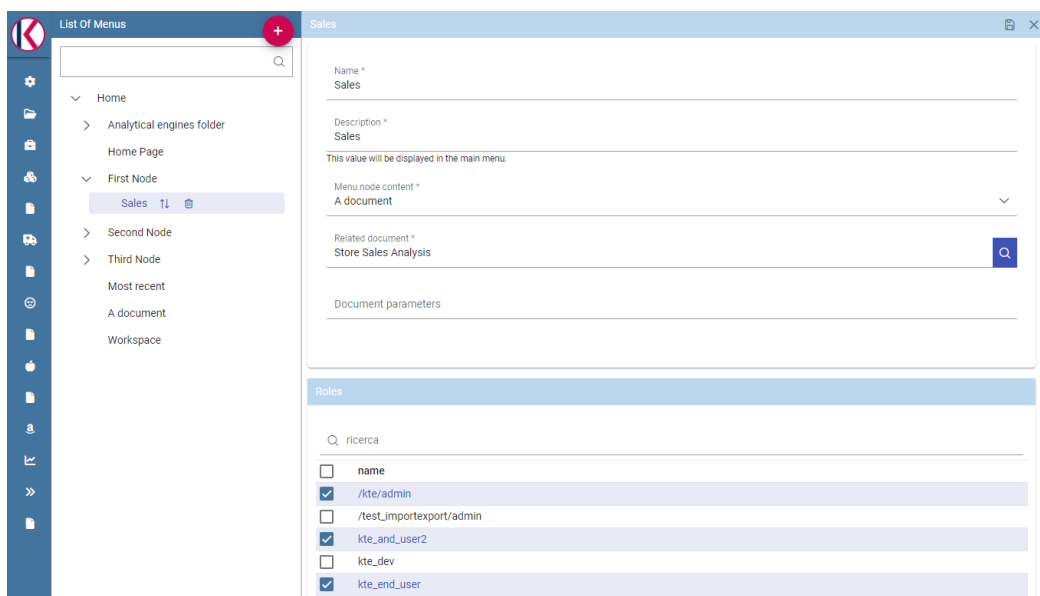 List Of Menus
+
Sales
Home
Analytical engines folder
Home Page
First Node
Sales
Second Node
Third Node
Most recent
A document
Workspace
Name *
Sales
Description *
Sales
This value will be displayed in the main menu.
Menu node content *
A document
Related document *
Store Sales Analysis
Document parameters
Roles
ricerca
name
/kte/admin
/test_importexport/admin
kte_and_user2
kte_dev
kte_end_user